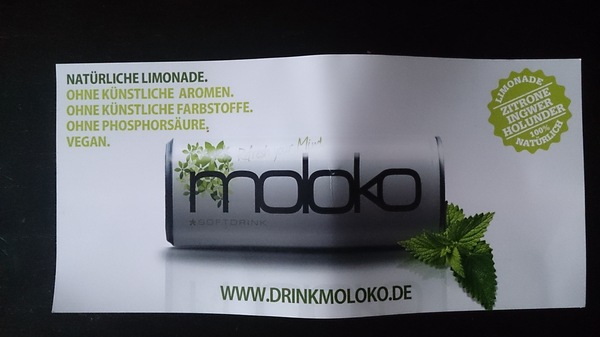 NATÜRLICHE LIMONADE.
OHNE KÜNSTLICHE AROMEN.
OHNE KÜNSTLICHE FARBSTOFFE.
OHNE PHOSPHORSÄURE.
VEGAN.
LIMONADE
ZITRONE
INGWER
HOLUNDER
100%
NATÜRLICH
moloko
SOFTDRINK
WWW.DRINKMOLOKO.DE